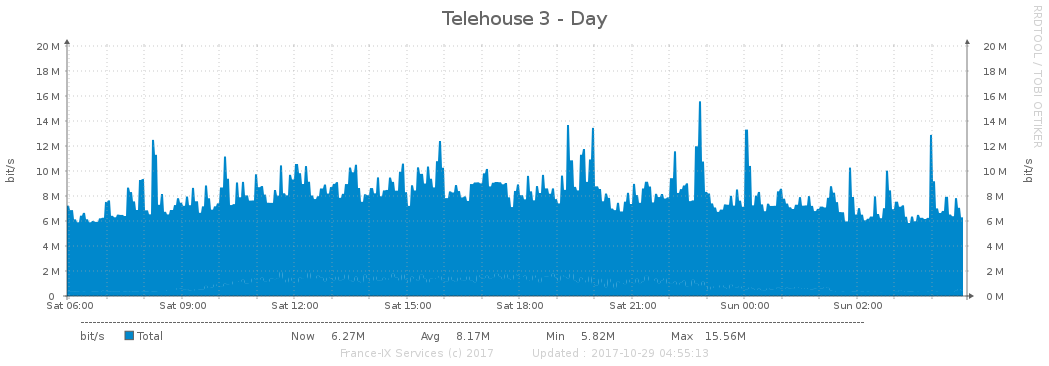 Telehouse 3 - Day
RRDTOOL / TOBI OETIKER
bit/s
20 M 20 M
18 M 18 M
16 M 16 M
14 M 14 M
12 M 12 M
10 M 10 M
8 M 8 M
6 M 6 M
4 M 4 M
2 M 2 M
0 0 M
bit/s
Sat 06:00 Sat 09:00 Sat 12:00 Sat 15:00 Sat 18:00 Sat 21:00 Sun 00:00 Sun 02:00
bit/s Total Now 6.27M Avg 8.17M Min 5.82M Max 15.56M
France-IX Services (c) 2017 Updated : 2017-10-29 04:55:13